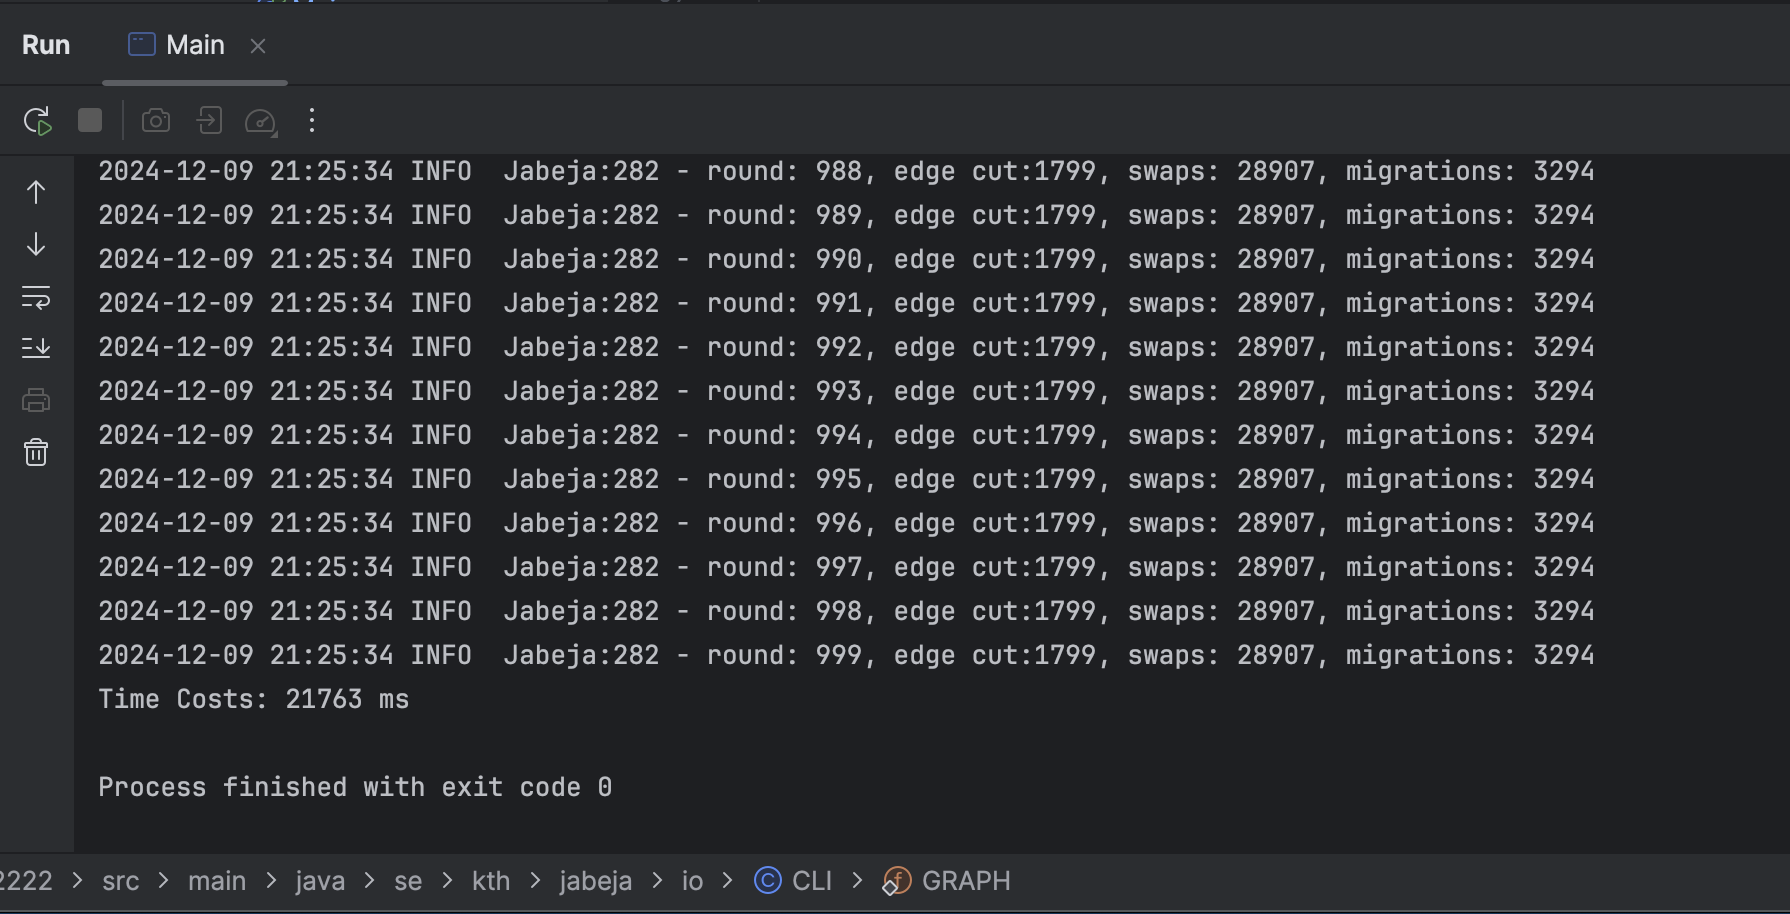 Run Main
2024-12-09 21:25:34 INFO  Jabeja:282 - round: 988, edge cut:1799, swaps: 28907, migrations: 3294
2024-12-09 21:25:34 INFO  Jabeja:282 - round: 989, edge cut:1799, swaps: 28907, migrations: 3294
2024-12-09 21:25:34 INFO  Jabeja:282 - round: 990, edge cut:1799, swaps: 28907, migrations: 3294
2024-12-09 21:25:34 INFO  Jabeja:282 - round: 991, edge cut:1799, swaps: 28907, migrations: 3294
2024-12-09 21:25:34 INFO  Jabeja:282 - round: 992, edge cut:1799, swaps: 28907, migrations: 3294
2024-12-09 21:25:34 INFO  Jabeja:282 - round: 993, edge cut:1799, swaps: 28907, migrations: 3294
2024-12-09 21:25:34 INFO  Jabeja:282 - round: 994, edge cut:1799, swaps: 28907, migrations: 3294
2024-12-09 21:25:34 INFO  Jabeja:282 - round: 995, edge cut:1799, swaps: 28907, migrations: 3294
2024-12-09 21:25:34 INFO  Jabeja:282 - round: 996, edge cut:1799, swaps: 28907, migrations: 3294
2024-12-09 21:25:34 INFO  Jabeja:282 - round: 997, edge cut:1799, swaps: 28907, migrations: 3294
2024-12-09 21:25:34 INFO  Jabeja:282 - round: 998, edge cut:1799, swaps: 28907, migrations: 3294
2024-12-09 21:25:34 INFO  Jabeja:282 - round: 999, edge cut:1799, swaps: 28907, migrations: 3294
Time Costs: 21763 ms
Process finished with exit code 0
2222 > src > main > java > se > kth > jabeja > io > CLI > GRAPH